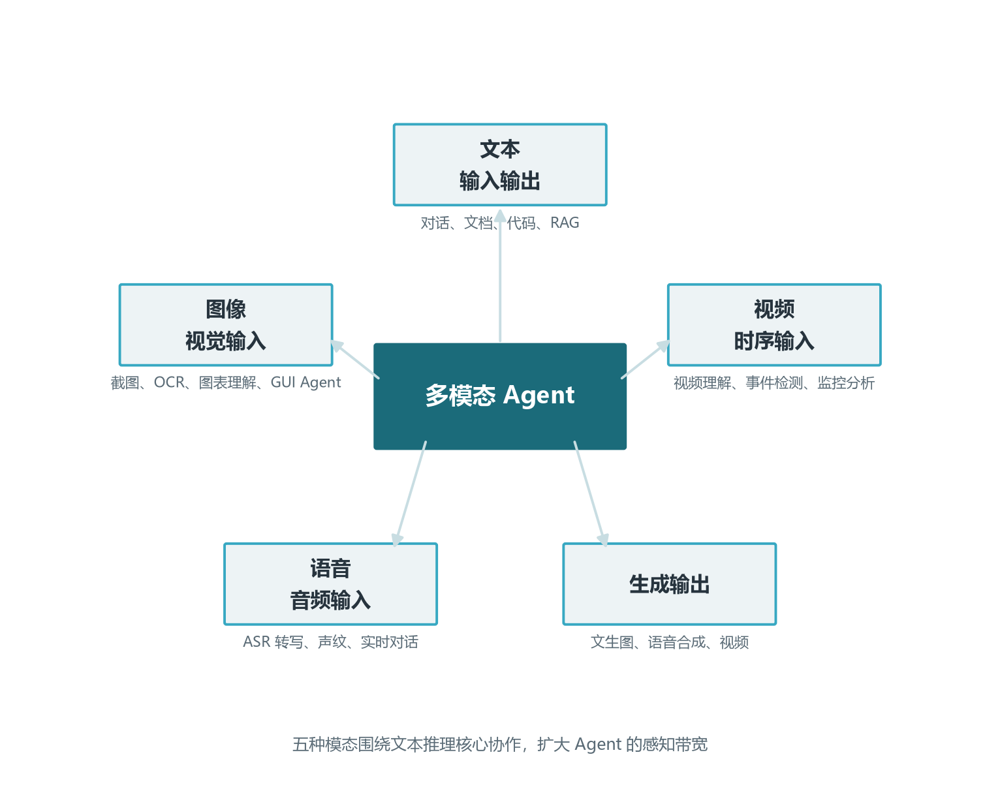 文本
输入输出
对话、文档、代码、RAG
图像
视觉输入
截图、OCR、图表理解、GUI Agent
视频
时序输入
视频理解、事件检测、监控分析
多模态 Agent
语音
音频输入
ASR 转写、声纹、实时对话
生成输出
文生图、语音合成、视频
五种模态围绕文本推理核心协作，扩大 Agent 的感知带宽